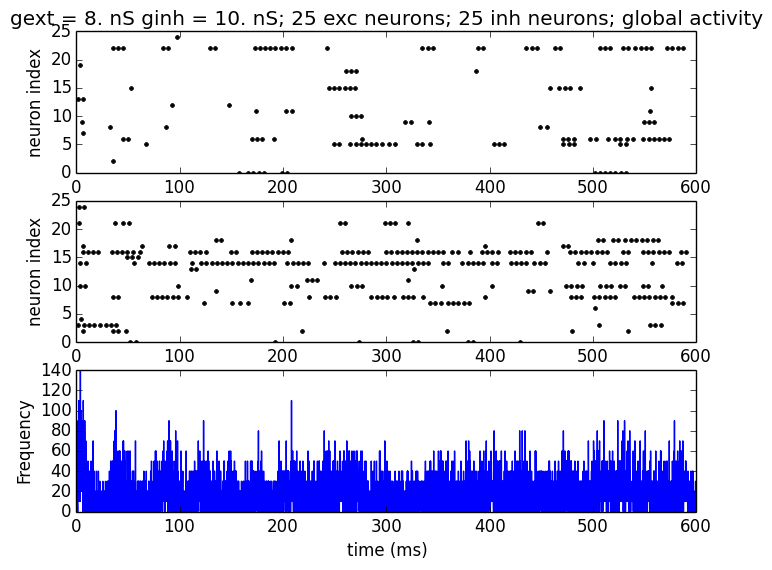 gext = 8. nS ginh = 10. nS; 25 exc neurons; 25 inh neurons; global activity
25
20
15
10
5
0
neuron index
0 100 200 300 400 500 600
25
20
15
10
5
0
neuron index
0 100 200 300 400 500 600
140
120
100
80
60
40
20
0
Frequency
0 100 200 300 400 500 600
time (ms)